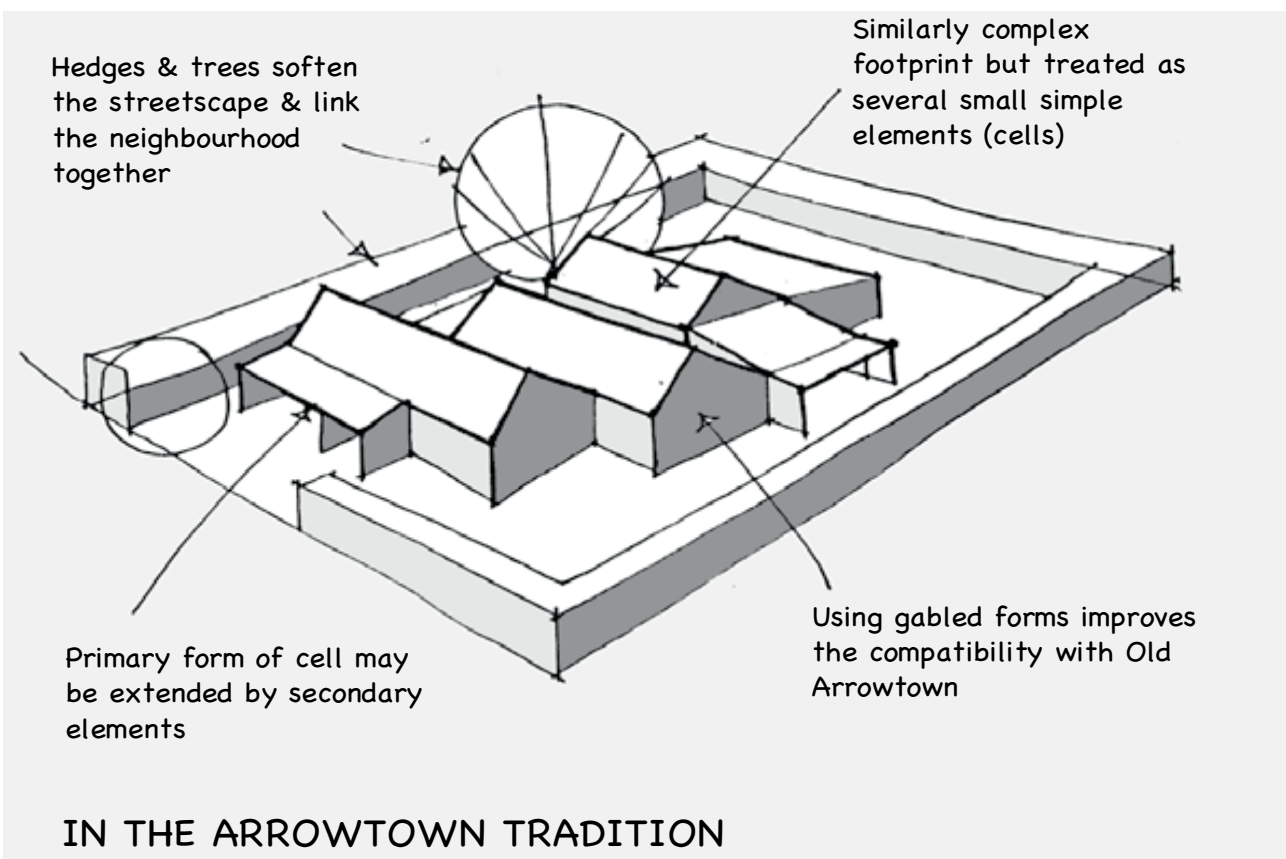 Hedges & trees soften
the streetscape & link
the neighbourhood
together
Similarly complex
footprint but treated as
several small simple
elements (cells)
Primary form of cell may
be extended by secondary
elements
Using gabled forms improves
the compatibility with Old
Arrowtown
IN THE ARROWTOWN TRADITION